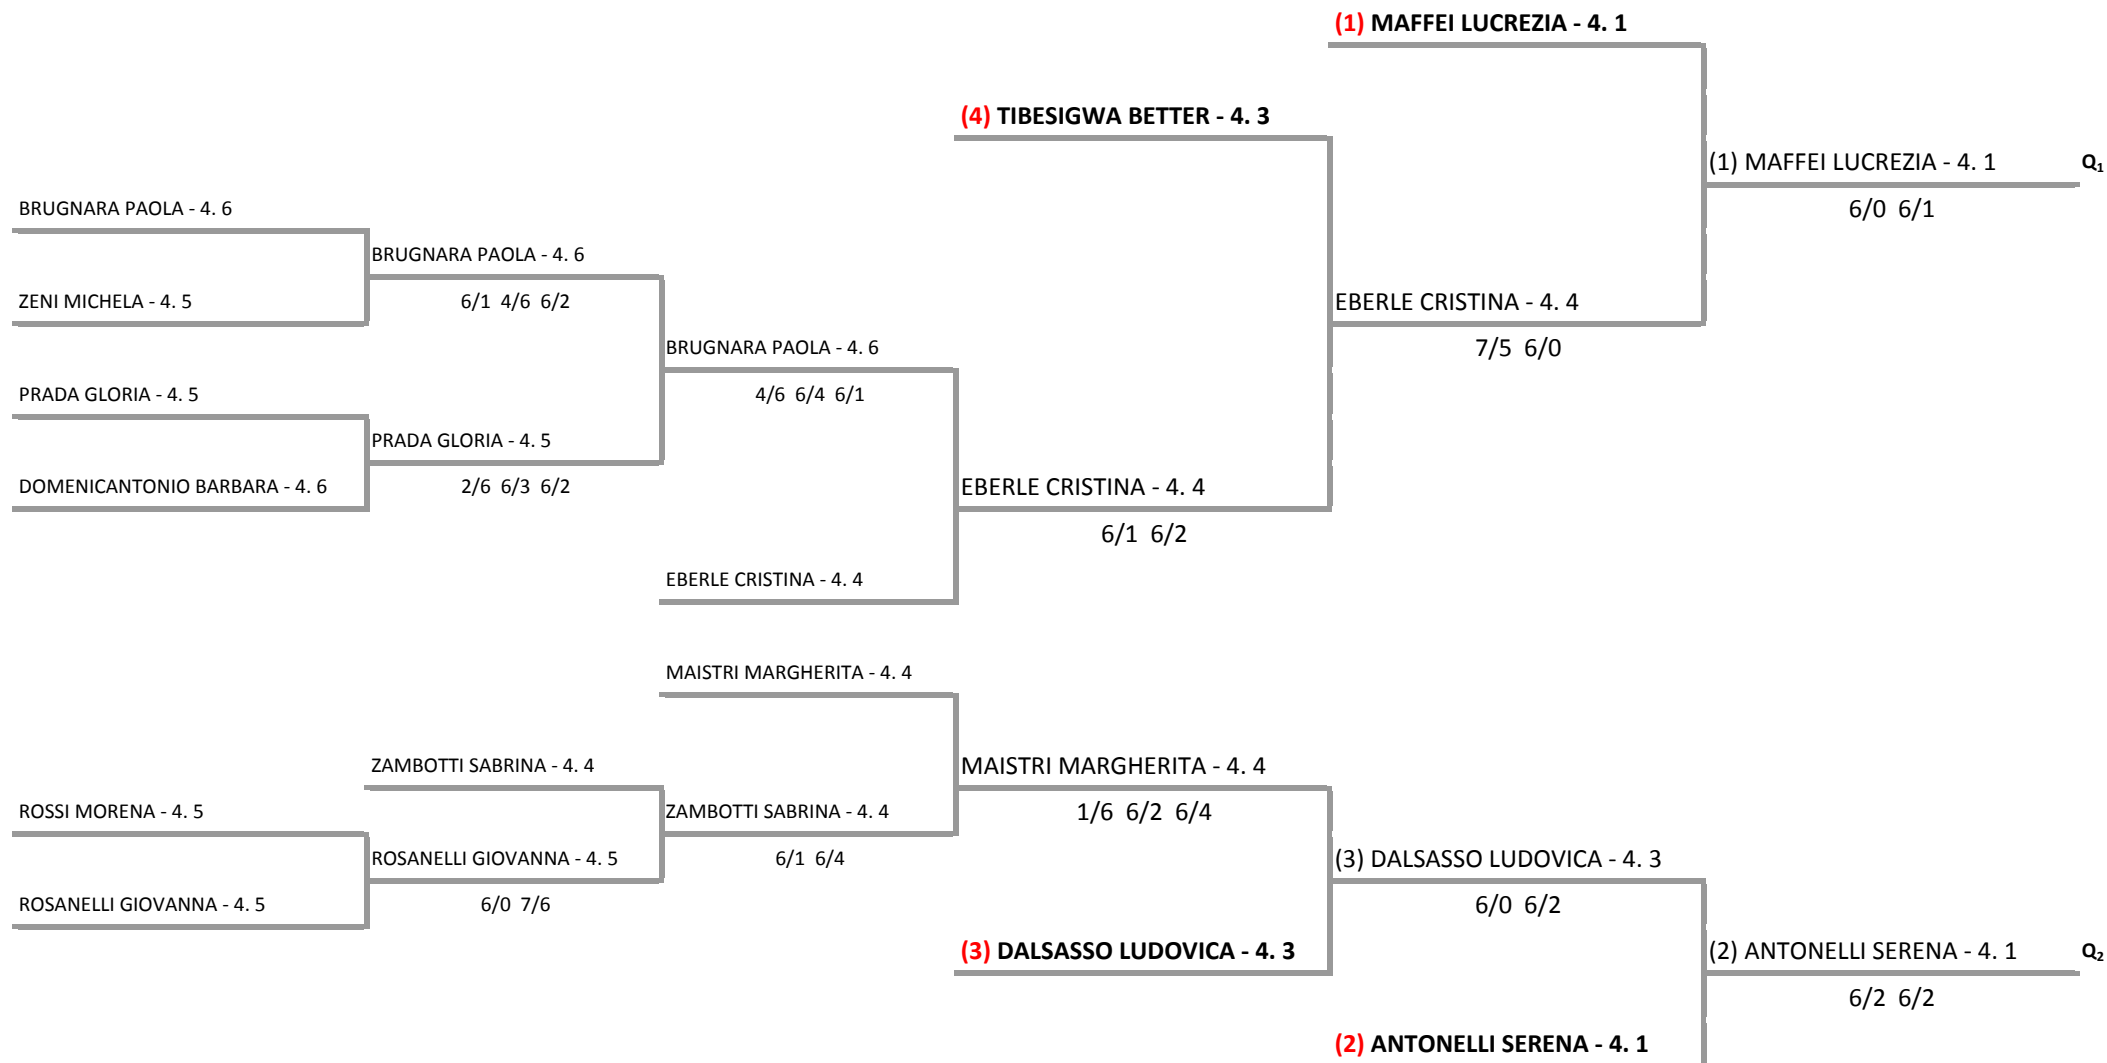 (1) MAFFEI LUCREZIA - 4. 1
(4) TIBESIGWA BETTER - 4. 3
(1) MAFFEI LUCREZIA - 4. 1 Q1
BRUGNARA PAOLA - 4. 6
6/0 6/1
BRUGNARA PAOLA - 4. 6
ZENI MICHELA - 4. 5
6/1 4/6 6/2
EBERLE CRISTINA - 4. 4
BRUGNARA PAOLA - 4. 6
7/5 6/0
PRADA GLORIA - 4. 5
4/6 6/4 6/1
PRADA GLORIA - 4. 5
DOMENICANTONIO BARBARA - 4. 6
2/6 6/3 6/2
EBERLE CRISTINA - 4. 4
6/1 6/2
EBERLE CRISTINA - 4. 4
MAISTRI MARGHERITA - 4. 4
ZAMBOTTI SABRINA - 4. 4
MAISTRI MARGHERITA - 4. 4
ROSSI MORENA - 4. 5
ZAMBOTTI SABRINA - 4. 4
1/6 6/2 6/4
ROSANELLI GIOVANNA - 4. 5
6/1 6/4
(3) DALSASSO LUDOVICA - 4. 3
ROSANELLI GIOVANNA - 4. 5
6/0 7/6
6/0 6/2
(3) DALSASSO LUDOVICA - 4. 3
(2) ANTONELLI SERENA - 4. 1 Q2
6/2 6/2
(2) ANTONELLI SERENA - 4. 1